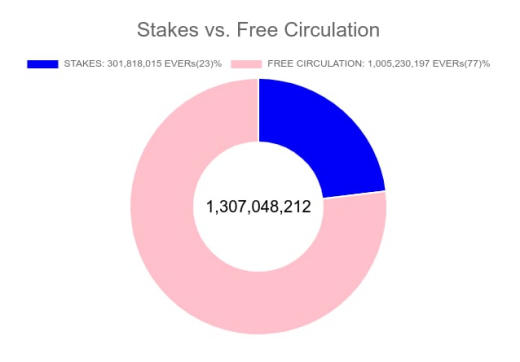 Stakes vs. Free Circulation
STAKES: 301,818,015 EVERs(23)% FREE CIRCULATION: 1,005,230,197 EVERs(77)%
1,307,048,212